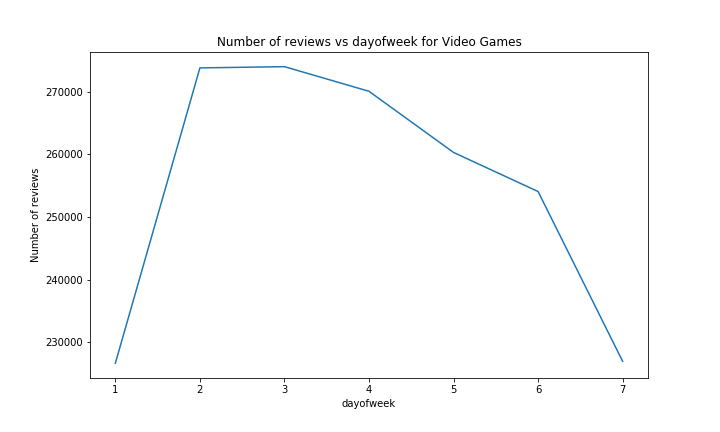 Number of reviews vs dayofweek for Video Games
Number of reviews
270000
260000
250000
240000
230000
1 2 3 4 5 6 7
dayofweek